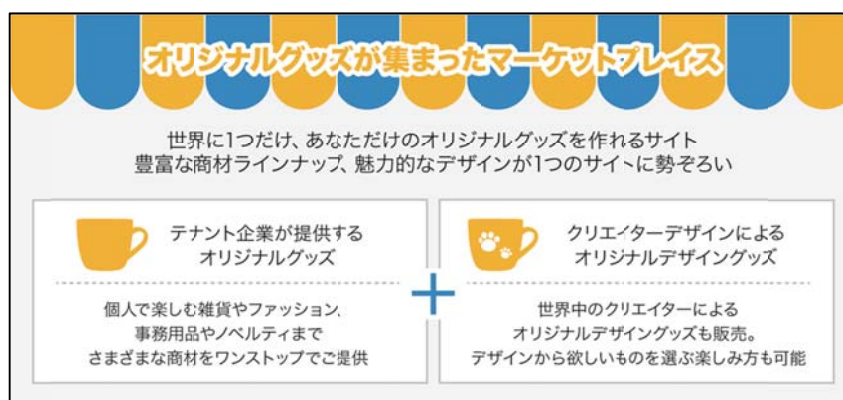 オリジナルグッズが集まったマーケットプレイス
世界に1つだけ、あなただけのオリジナルグッズを作れるサイト
豊富な商材ラインナップ、魅力的なデザインが1つのサイトに勢ぞろい
テナント企業が提供する
オリジナルグッズ
個人で楽しむ雑貨やファッション、
事務用品やノベルティまで
さまざまな商材をワンストップでご提供
+
クリエイターデザインによる
オリジナルデザイングッズ
世界中のクリエイターによる
オリジナルデザイングッズも販売。
デザインから欲しいものを選ぶ楽しみ方も可能